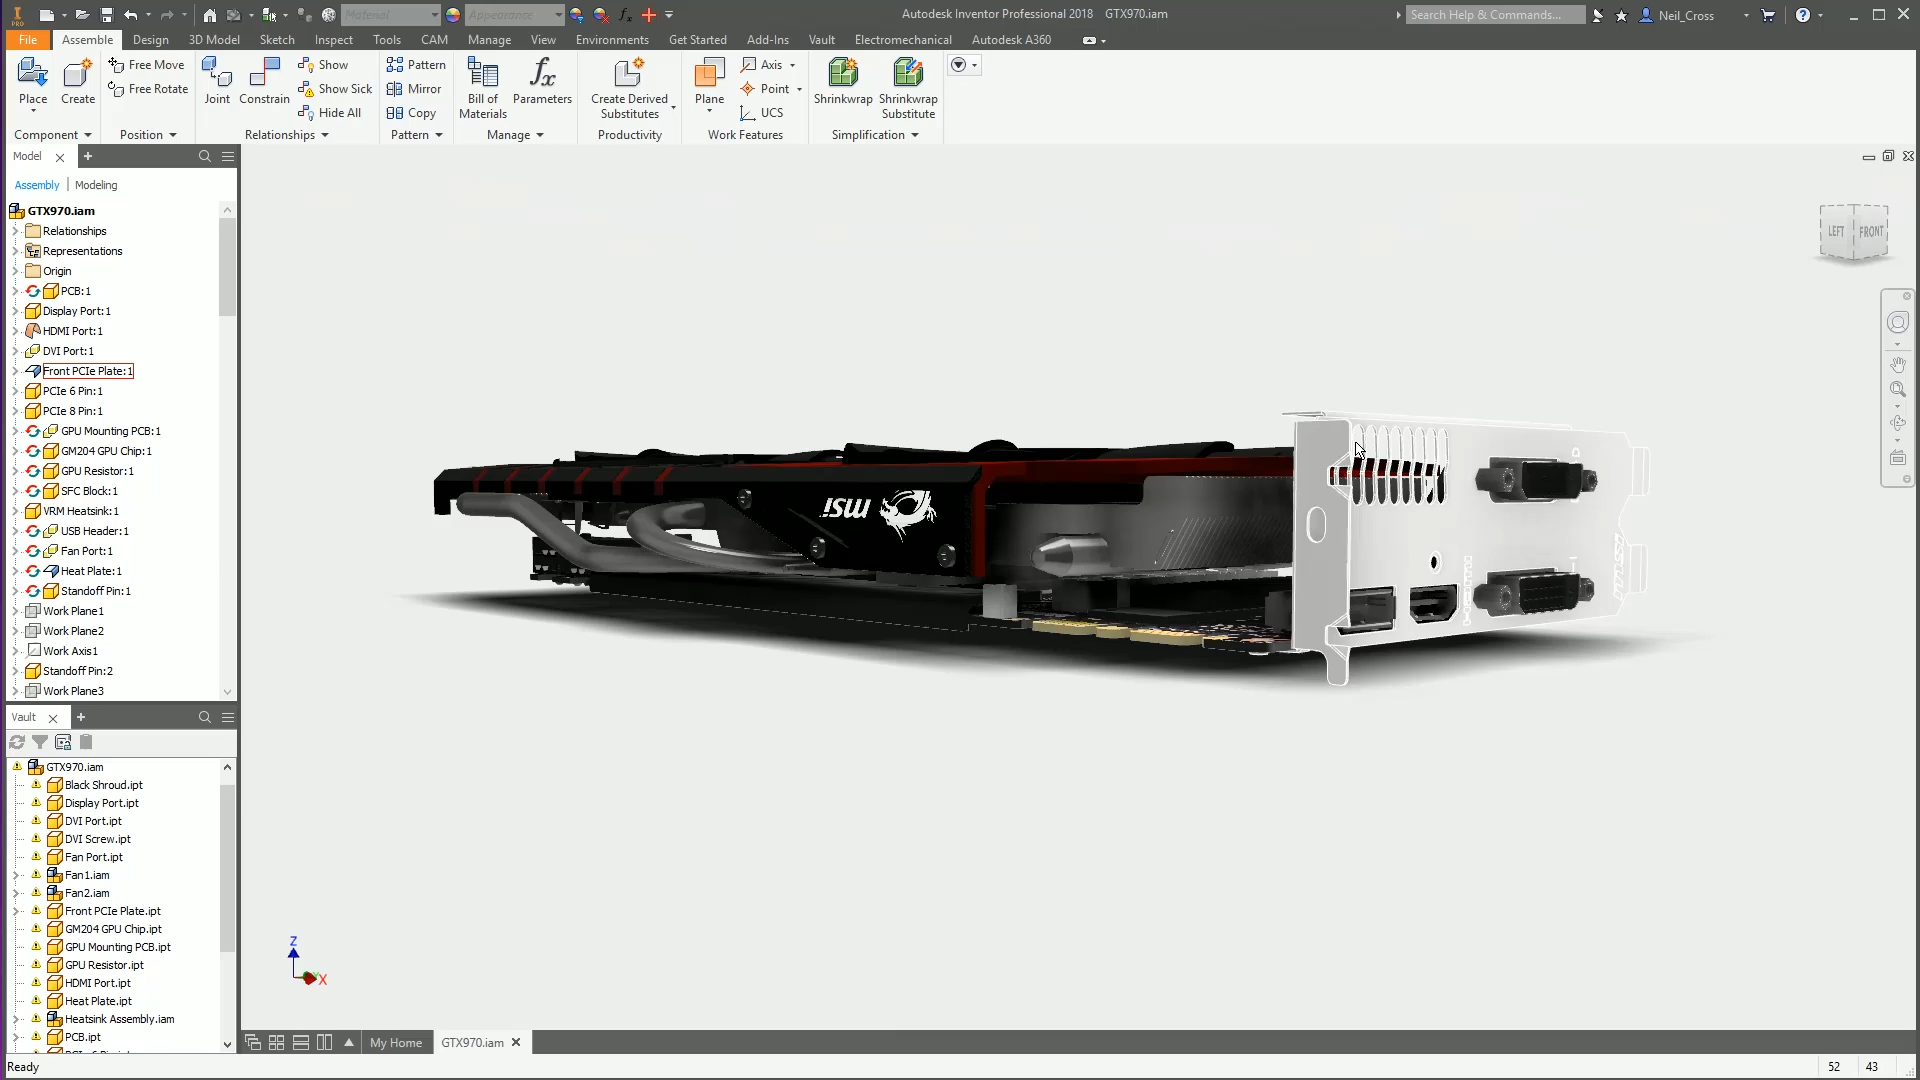 PRO
Material
Appearance
Autodesk Inventor Professional 2018 GTX970.iam
Search Help & Commands...
Neil_Cross
File Assemble Design 3D Model Sketch Inspect Tools CAM Manage View Environments Get Started Add-Ins Vault Electromechanical Autodesk A360
Place
Create
Free Move
Free Rotate
Joint
Constrain
Show
Show Sick
Hide All
Pattern
Mirror
Copy
Bill of
Materials
Parameters
Create Derived
Substitutes
Plane
Axis
Point
UCS
Shrinkwrap
Shrinkwrap
Substitute
Component Position Relationships Pattern Manage Productivity Work Features Simplification
Model
Assembly | Modeling
GTX970.iam
Relationships
Representations
Origin
PCB:1
Display Port:1
HDMI Port:1
DVI Port:1
Front PCIe Plate:1
PCIe 6 Pin:1
PCIe 8 Pin:1
GPU Mounting PCB:1
GM204 GPU Chip:1
GPU Resistor:1
SFC Block:1
VRM Heatsink:1
USB Header:1
Fan Port:1
Heat Plate:1
Standoff Pin:1
Work Plane1
Work Plane2
Work Axis1
Standoff Pin:2
Work Plane3
Vault
GTX970.iam
Black Shroud.ipt
Display Port.ipt
DVI Port.ipt
DVI Screw.ipt
Fan Port.ipt
Fan1.iam
Fan2.iam
Front PCIe Plate.ipt
GM204 GPU Chip.ipt
GPU Mounting PCB.ipt
GPU Resistor.ipt
HDMI Port.ipt
Heat Plate.ipt
Heatsink Assembly.iam
PCB.ipt
LEFT FRONT
msi
Z
X
My Home
GTX970.iam
Ready
52 43